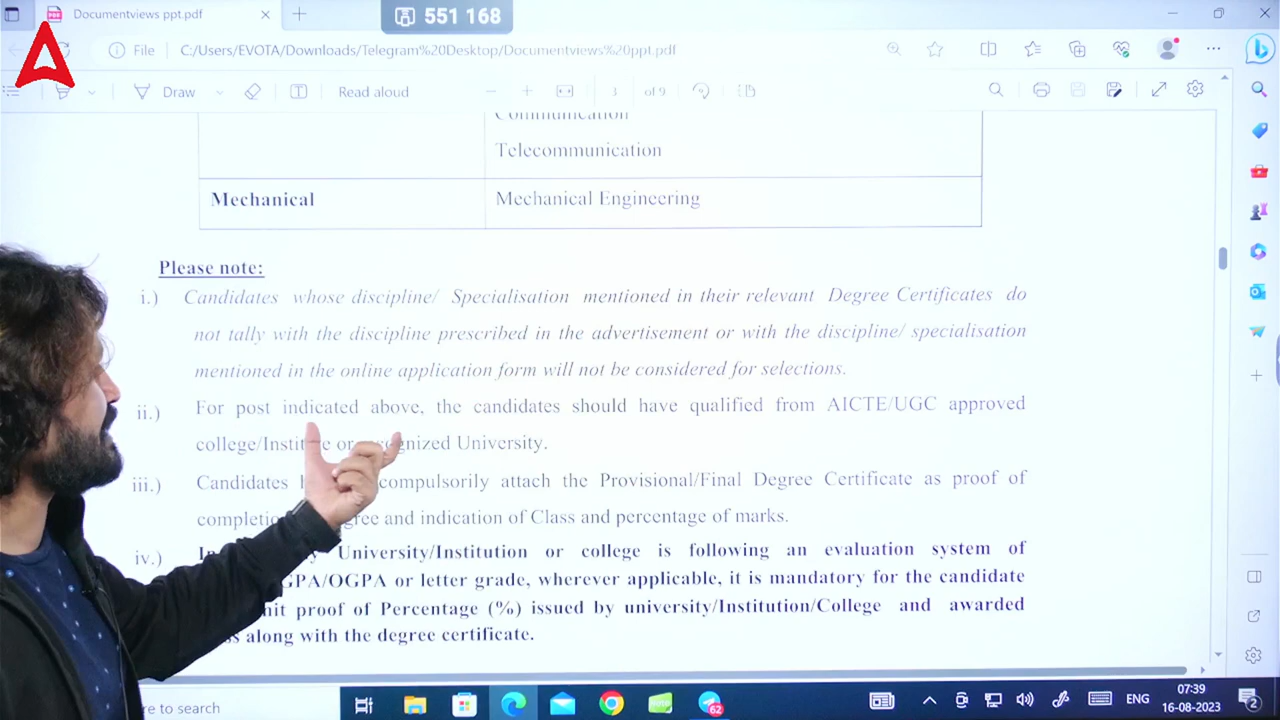 Documentviews ppt.pdf
551 168
File C:/Users/EVOTA/Downloads/Telegram%20Desktop/Documentviews%20ppt.pdf
Draw Read aloud 3 of 9
Communication
Telecommunication
Mechanical Mechanical Engineering
Please note:
i.) Candidates whose discipline/ Specialisation mentioned in their relevant Degree Certificates do
not tally with the discipline prescribed in the advertisement or with the discipline/ specialisation
mentioned in the online application form will not be considered for selections.
ii.) For post indicated above, the candidates should have qualified from AICTE/UGC approved
college/Institute or recognized University.
iii.) Candidates compulsorily attach the Provisional/Final Degree Certificate as proof of
and indication of Class and percentage of marks.
iv.) University/Institution or college is following an evaluation system of
GPA/OGPA or letter grade, wherever applicable, it is mandatory for the candidate
proof of Percentage (%) issued by university/Institution/College and awarded
along with the degree certificate.
to search
62
ENG
07:39
16-08-2023
2